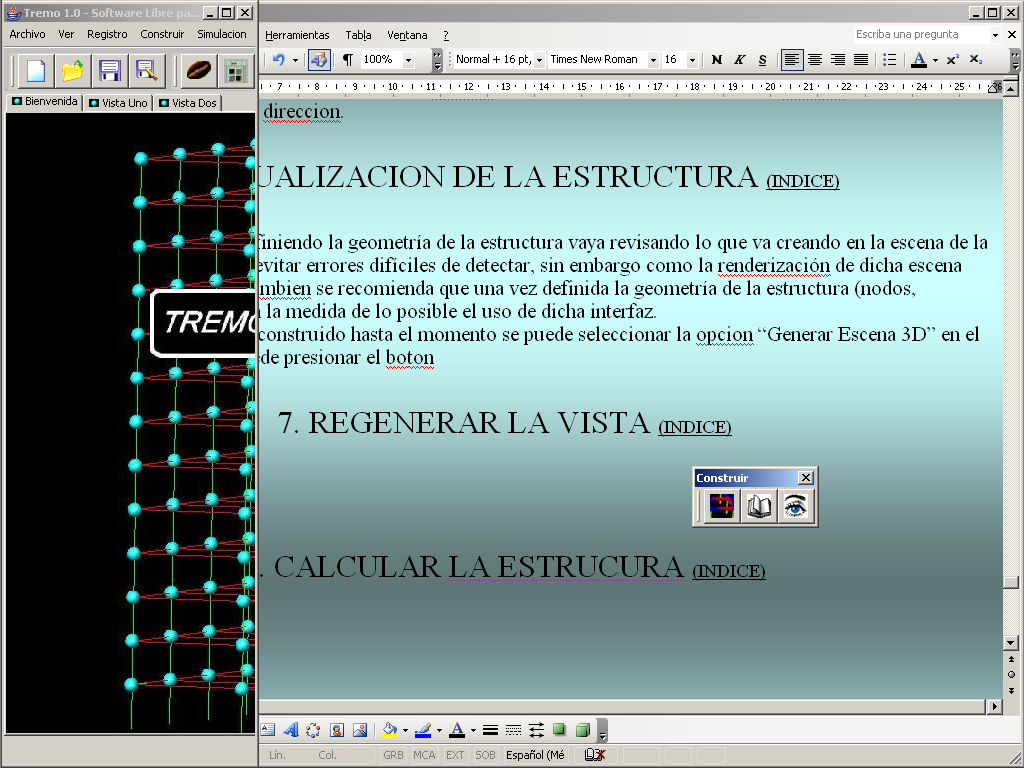 Tremo 1.0 - Software Libre pa...
Archivo Ver Registro Construir Simulacion
Bienvenida Vista Uno Vista Dos
TREMO
Herramientas Tabla Ventana ? Escriba una pregunta
100% Normal + 16 pt, Times New Roman 16 N K S
7 8 9 10 11 12 13 14 15 16 17 18 19 20 21 22 23 24 25 26
direccion.
UALIZACION DE LA ESTRUCTURA (INDICE)
finiendo la geometría de la estructura vaya revisando lo que va creando en la escena de la
evitar errores difíciles de detectar, sin embargo como la renderización de dicha escena
mbien se recomienda que una vez definida la geometría de la estructura (nodos,
la medida de lo posible el uso de dicha interfaz.
construido hasta el momento se puede seleccionar la opcion “Generar Escena 3D” en el
de presionar el boton
7. REGENERAR LA VISTA (INDICE)
Construir
. CALCULAR LA ESTRUCURA (INDICE)
Lín. Col. GRB MCA EXT SOB Español (Mé